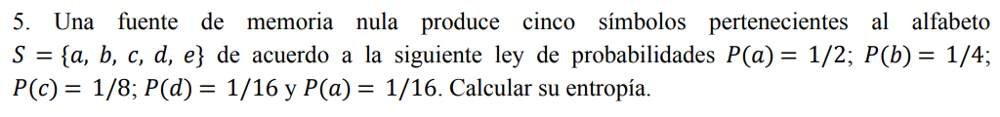 5. Una fuente de memoria nula produce cinco símbolos pertenecientes al alfabeto
S = {a, b, c, d, e} de acuerdo a la siguiente ley de probabilidades P(a) = 1/2; P(b) = 1/4;
P(c) = 1/8; P(d) = 1/16 y P(a) = 1/16. Calcular su entropía.